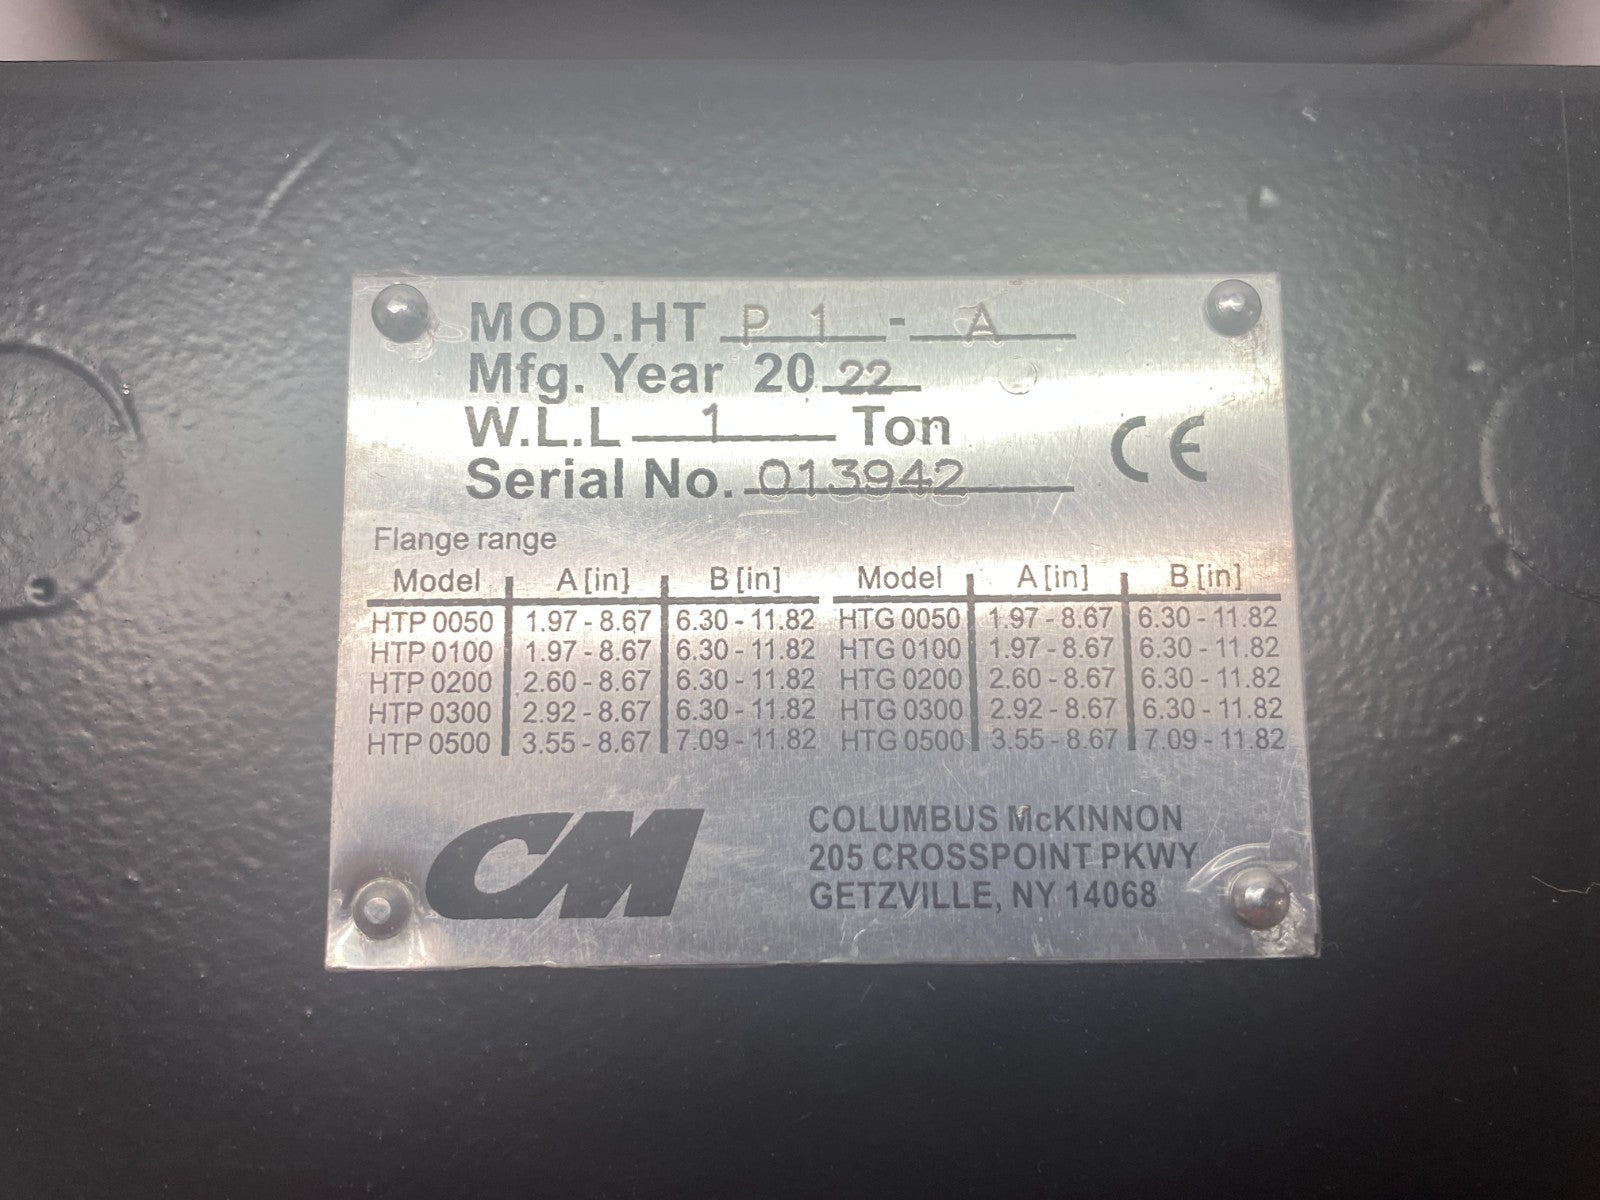 MOD.HT P 1 - A
Mfg. Year 20 22
W.L.L 1 Ton
Serial No. 013942
CE
Flange range
Model A [in] B [in] Model A [in] B [in]
HTP 0050 1.97 - 8.67 6.30 - 11.82 HTG 0050 1.97 - 8.67 6.30 - 11.82
HTP 0100 1.97 - 8.67 6.30 - 11.82 HTG 0100 1.97 - 8.67 6.30 - 11.82
HTP 0200 2.60 - 8.67 6.30 - 11.82 HTG 0200 2.60 - 8.67 6.30 - 11.82
HTP 0300 2.92 - 8.67 6.30 - 11.82 HTG 0300 2.92 - 8.67 6.30 - 11.82
HTP 0500 3.55 - 8.67 7.09 - 11.82 HTG 0500 3.55 - 8.67 7.09 - 11.82
CM
COLUMBUS McKINNON
205 CROSSPOINT PKWY
GETZVILLE, NY 14068